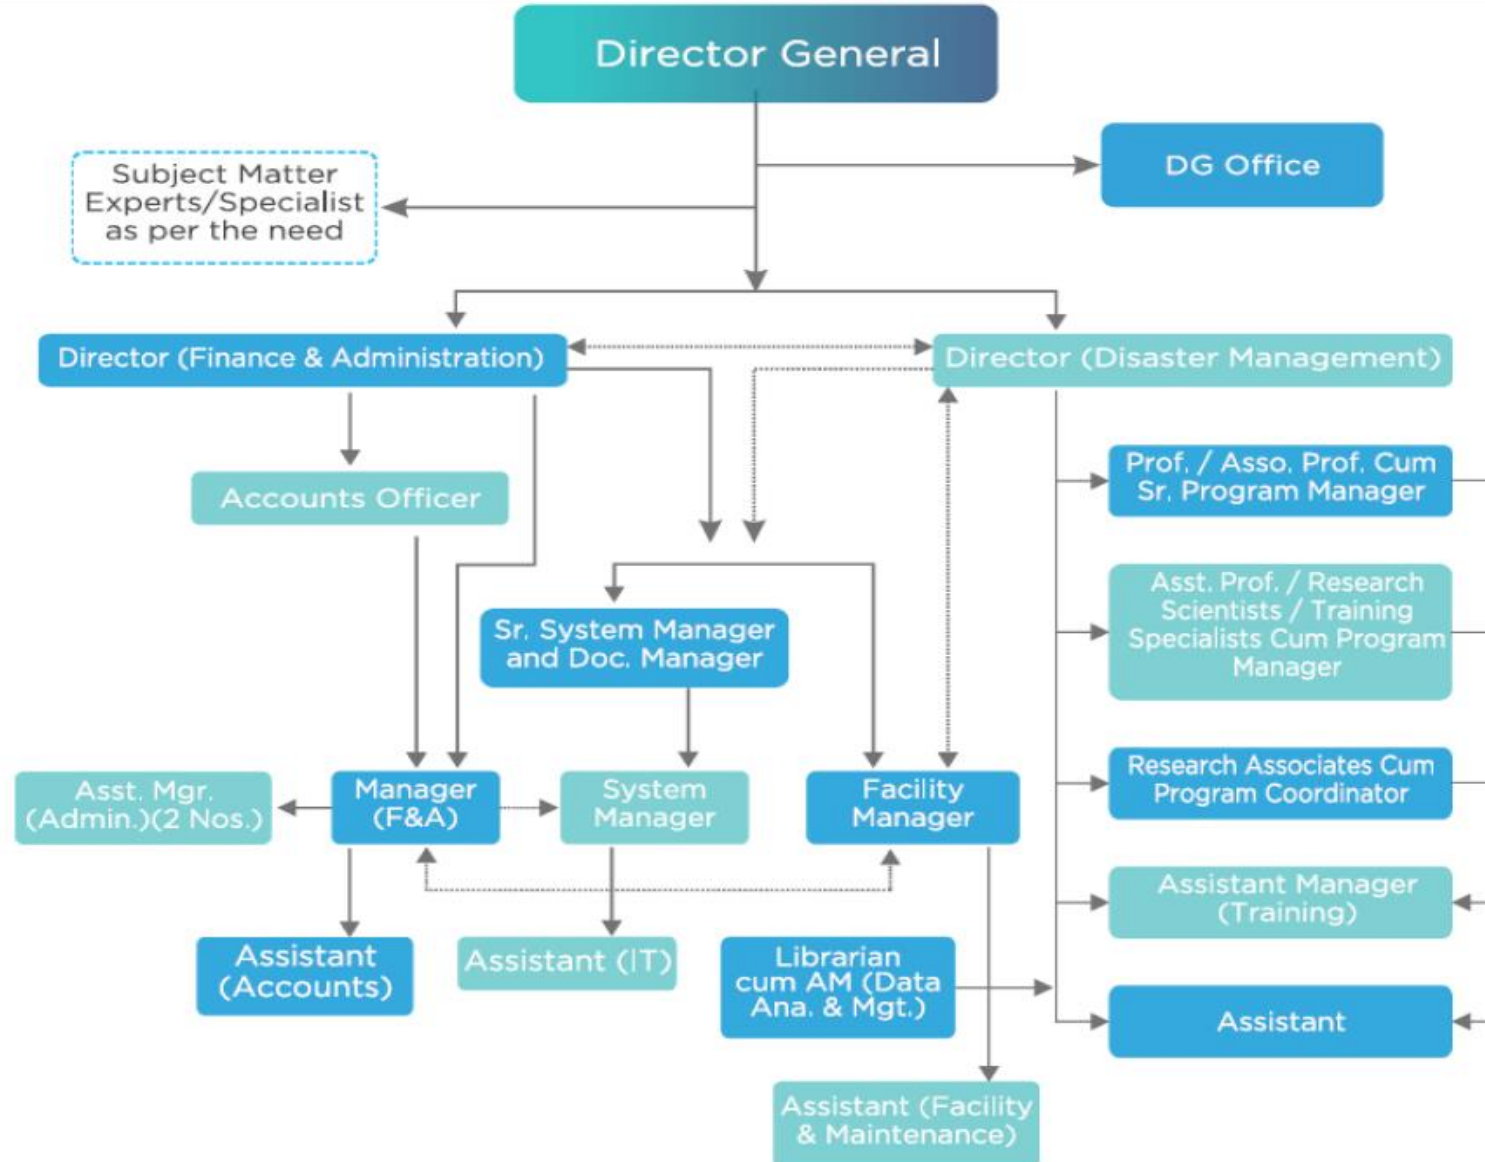 Director General
DG Office
Subject Matter
Experts/Specialist
as per the need
Director (Finance & Administration)
Director (Disaster Management)
Accounts Officer
Prof. / Asso. Prof. Cum
Sr. Program Manager
Asst. Prof. / Research
Scientists / Training
Specialists Cum Program
Manager
Sr. System Manager
and Doc. Manager
Asst. Mgr.
(Admin.)(2 Nos.)
Manager
(F&A)
System
Manager
Facility
Manager
Research Associates Cum
Program Coordinator
Assistant Manager
(Training)
Assistant
(Accounts)
Assistant (IT)
Librarian
cum AM (Data
Ana. & Mgt.)
Assistant
Assistant (Facility
& Maintenance)